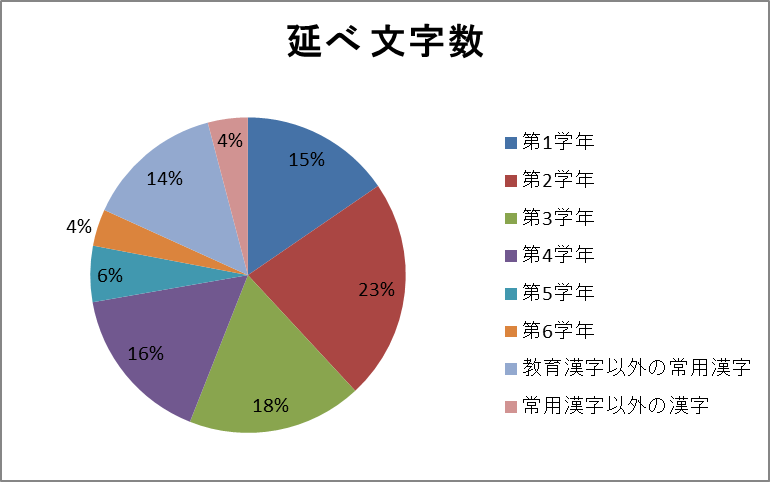 延べ文字数
15%
23%
18%
16%
6%
4%
14%
4%
第1学年
第2学年
第3学年
第4学年
第5学年
第6学年
教育漢字以外の常用漢字
常用漢字以外の漢字